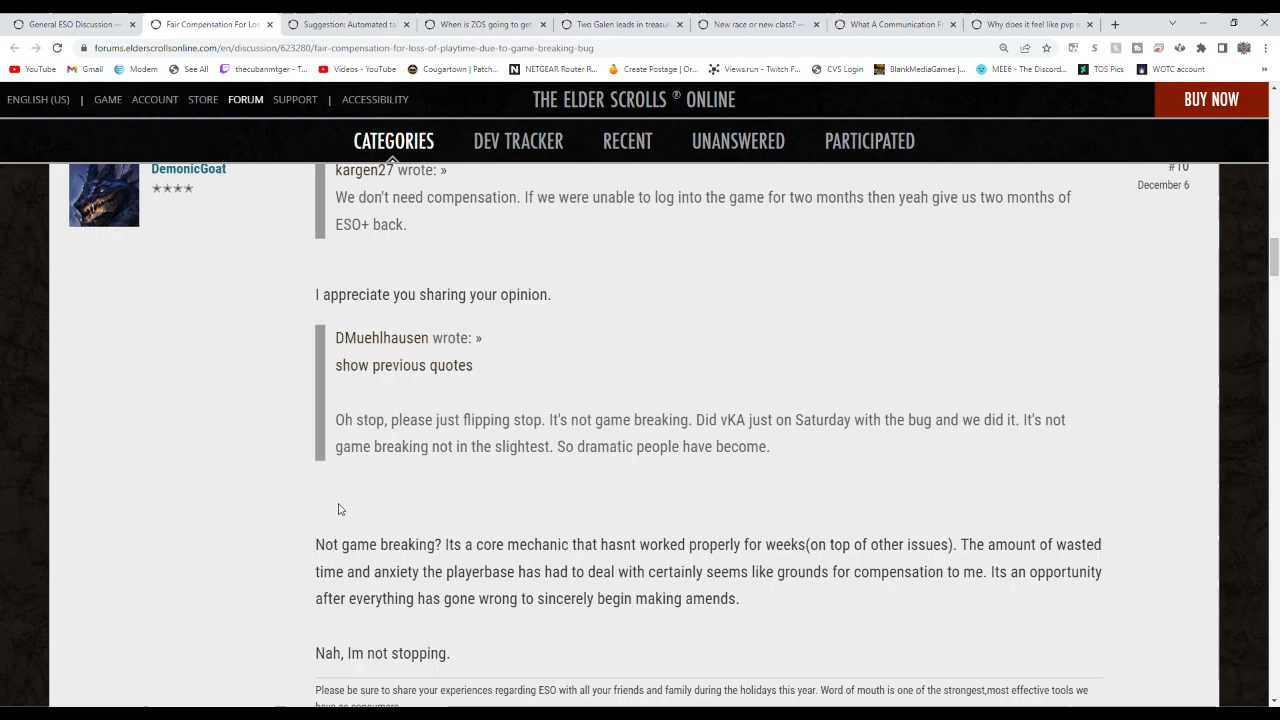 General ESO Discussion —
Fair Compensation For Los
Suggestion: Automated ta
When is ZOS going to get
Two Galen leads in treasur
New race or new class? —
What A Communication F
Why does it feel like pvp m
forums.elderscrollsonline.com/en/discussion/623280/fair-compensation-for-loss-of-playtime-due-to-game-breaking-bug
YouTube
Gmail
Modem
See All
thecubanmtger - T...
Videos - YouTube
Cougartown | Patch...
NETGEAR Router R...
Create Postage | Or...
Views.run - Twitch F...
CVS Login
BlankMediaGames |...
MEE6 - The Discord...
TOS Pics
WOTC account
»
ENGLISH (US) | GAME ACCOUNT STORE FORUM SUPPORT | ACCESSIBILITY
THE ELDER SCROLLS ® ONLINE
BUY NOW
CATEGORIES DEV TRACKER RECENT UNANSWERED PARTICIPATED
DemonicGoat
#10
December 6
kargen27 wrote: »
We don't need compensation. If we were unable to log into the game for two months then yeah give us two months of
ESO+ back.
I appreciate you sharing your opinion.
DMuehlhausen wrote: »
show previous quotes
Oh stop, please just flipping stop. It's not game breaking. Did vKA just on Saturday with the bug and we did it. It's not
game breaking not in the slightest. So dramatic people have become.
Not game breaking? Its a core mechanic that hasnt worked properly for weeks(on top of other issues). The amount of wasted
time and anxiety the playerbase has had to deal with certainly seems like grounds for compensation to me. Its an opportunity
after everything has gone wrong to sincerely begin making amends.
Nah, Im not stopping.
Please be sure to share your experiences regarding ESO with all your friends and family during the holidays this year. Word of mouth is one of the strongest,most effective tools we
have as consumers